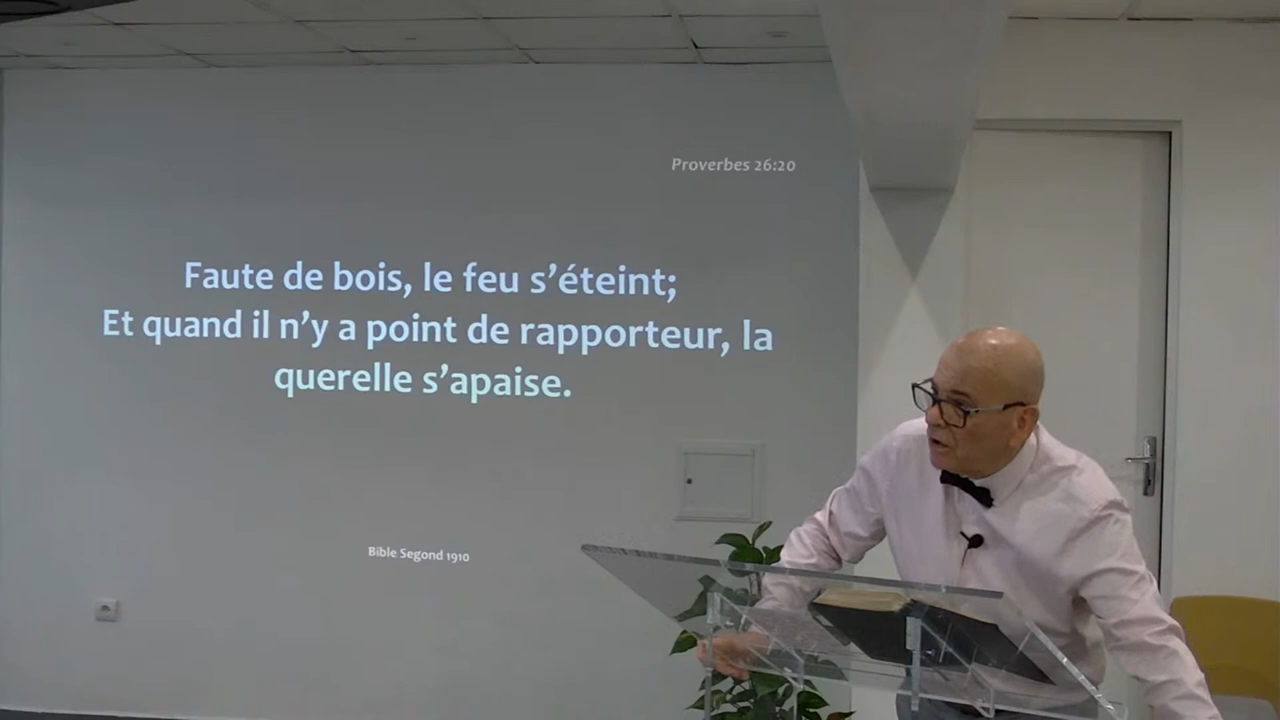 Proverbes 26:20
Faute de bois, le feu s’éteint;
Et quand il n’y a point de rapporteur, la
querelle s’apaise.
Bible Segond 1910